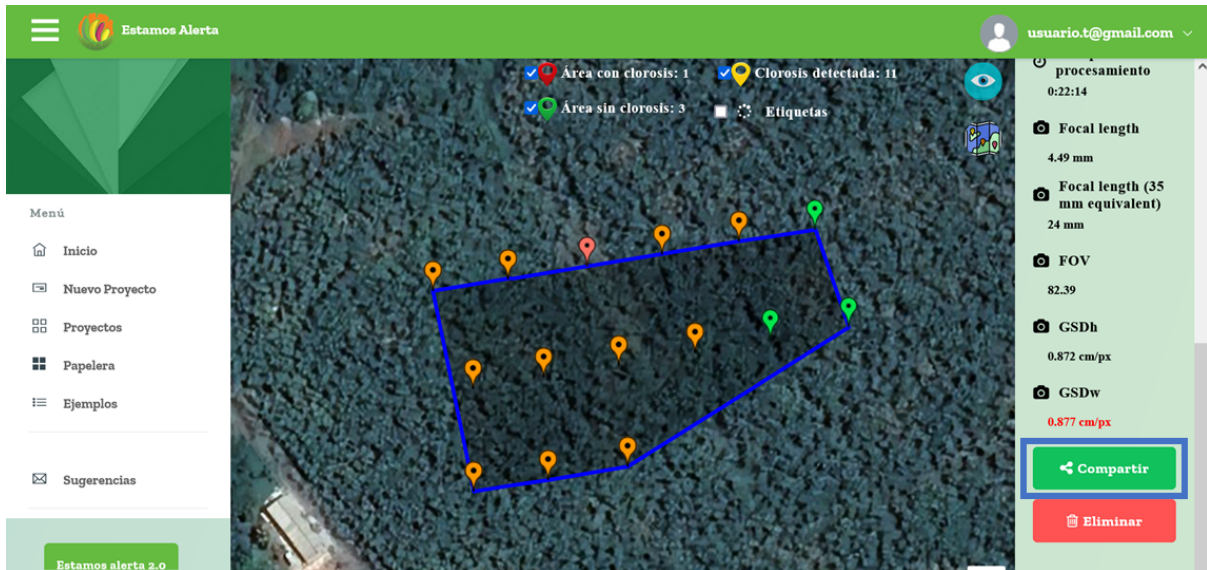 Estamos Alerta
usuario.t@gmail.com
Menú
Inicio
Nuevo Proyecto
Proyectos
Papelera
Ejemplos
Sugerencias
Estamos alerta 2.0
Área con clorosis: 1
Clorosis detectada: 11
Área sin clorosis: 3
Etiquetas
procesamiento
0:22:14
Focal length
4.49 mm
Focal length (35
mm equivalent)
24 mm
FOV
82.39
GSDh
0.872 cm/px
GSDw
0.877 cm/px
Compartir
Eliminar